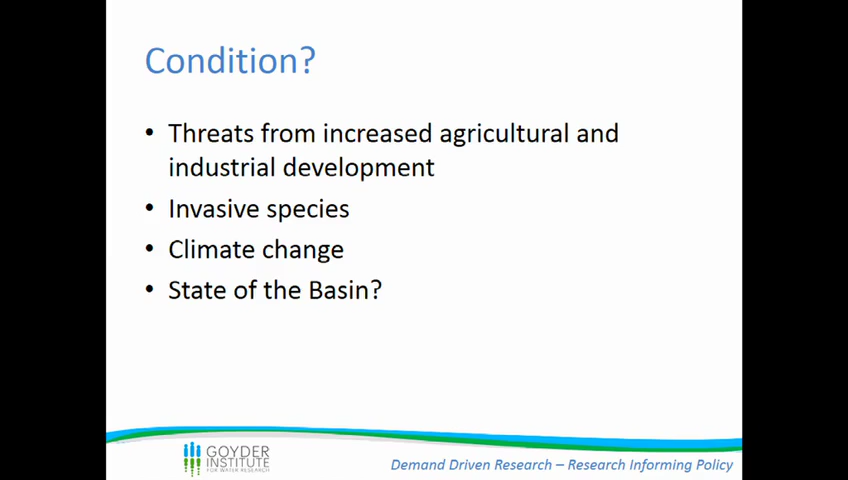 Condition?
• Threats from increased agricultural and
industrial development
• Invasive species
• Climate change
• State of the Basin?
GOYDER
INSTITUTE
FOR WATER RESEARCH
Demand Driven Research – Research Informing Policy